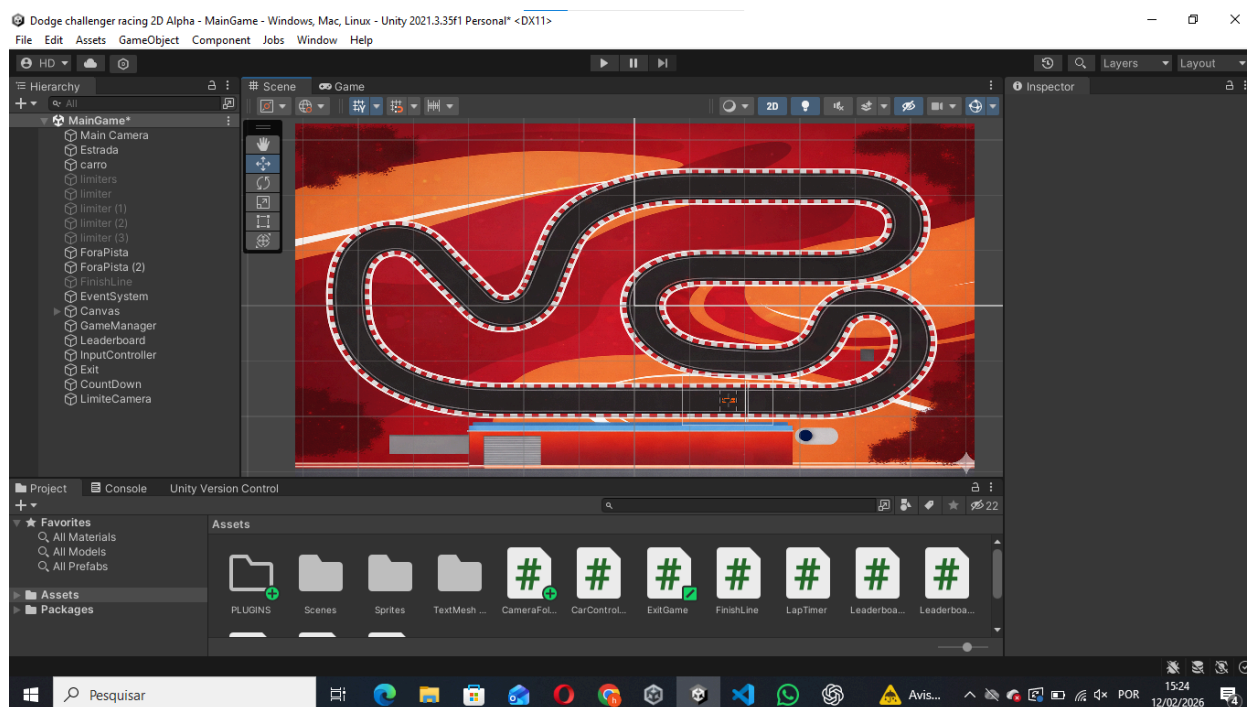 Dodge challenger racing 2D Alpha - MainGame - Windows, Mac, Linux - Unity 2021.3.35f1 Personal* <DX11>
File Edit Assets GameObject Component Jobs Window Help
HD Layers Layout
Hierarchy
All
MainGame*
Main Camera
Estrada
carro
limiters
limiter
limiter (1)
limiter (2)
limiter (3)
ForaPista
ForaPista (2)
FinishLine
EventSystem
Canvas
GameManager
Leaderboard
InputController
Exit
CountDown
LimiteCamera
Scene Game
2D
Inspector
Project Console Unity Version Control
22
Favorites
All Materials
All Models
All Prefabs
Assets
Packages
Assets
PLUGINS Scenes Sprites TextMesh ... CameraFol... CarControl... ExitGame FinishLine LapTimer Leaderboa... Leaderboa...
Pesquisar
Avis... POR
15:24
12/02/2026
4